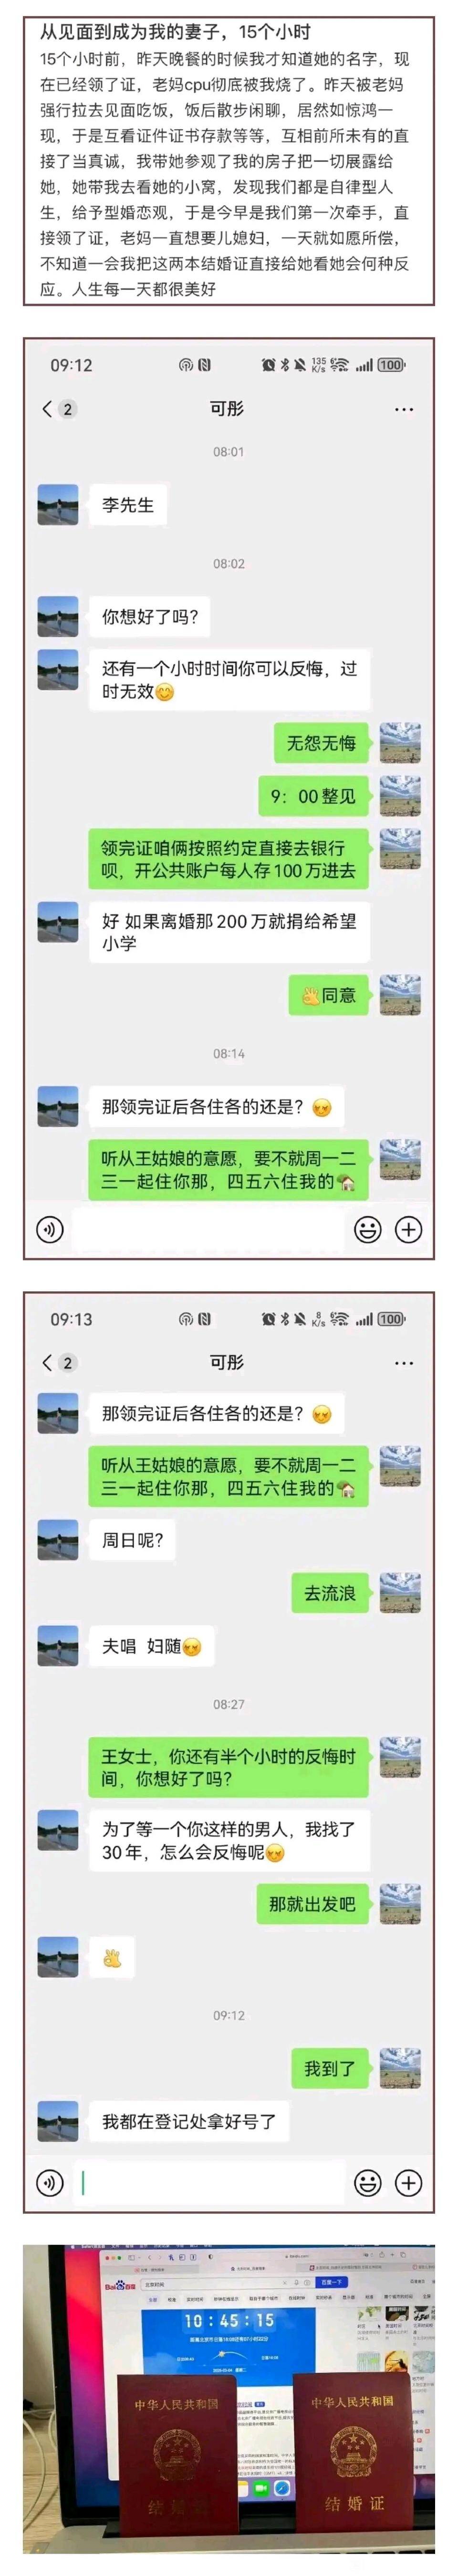 从见面到成为我的妻子，15个小时
15个小时前，昨天晚餐的时候我才知道她的名字，现
在已经领了证，老妈cpu彻底被我烧了。昨天被老妈
强行拉去见面吃饭，饭后散步闲聊，居然如惊鸿一
现，于是互看证件证书存款等等，互相前所未有的直
接了当真诚，我带她参观了我的房子把一切展露给
她，她带我去看她的小窝，发现我们都是自律型人
生，给予型婚恋观，于是今早是我们第一次牵手，直
接领了证，老妈一直想要儿媳妇，一天就如愿所偿，
不知道一会我把这两本结婚证直接给她看她会何种反
应。人生每一天都很美好
09:12
135
K/s
100
2
可彤
08:01
李先生
08:02
你想好了吗？
还有一个小时时间你可以反悔，过
时无效😊
无怨无悔
9：00整见
领完证咱俩按照约定直接去银行
呗，开公共账户每人存100万进去
好 如果离婚那200万就捐给希望
小学
👌同意
08:14
那领完证后各住各的还是？
听从王姑娘的意愿，要不就周一二
三一起住你那，四五六住我的🏡
09:13
8
K/s
100
2
可彤
那领完证后各住各的还是？
听从王姑娘的意愿，要不就周一二
三一起住你那，四五六住我的🏡
周日呢？
去流浪
夫唱 妇随
08:27
王女士，你还有半个小时的反悔时
间，你想好了吗？
为了等一个你这样的男人，我找了
30年，怎么会反悔呢
那就出发吧
👌
09:12
我到了
我都在登记处拿好号了
Baidu百度
百度一下
10:45:15
中华人民共和国
结婚证
中华人民共和国
结婚证